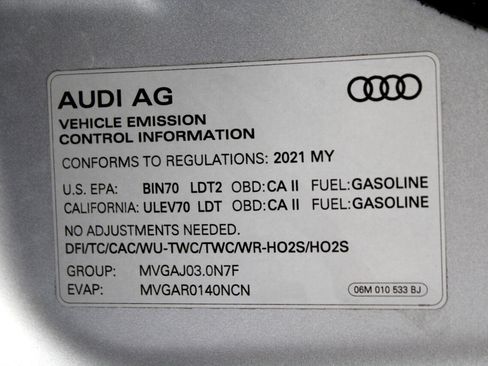 AUDI AG
VEHICLE EMISSION
CONTROL INFORMATION
CONFORMS TO REGULATIONS: 2021 MY
U.S. EPA: BIN70 LDT2 OBD:CA II FUEL:GASOLINE
CALIFORNIA: ULEV70 LDT OBD:CA II FUEL:GASOLINE
NO ADJUSTMENTS NEEDED.
DFI/TC/CAC/WU-TWC/TWC/WR-HO2S/HO2S
GROUP: MVGAJ03.0N7F
EVAP: MVGAR0140NCN
06M 010 533 BJ